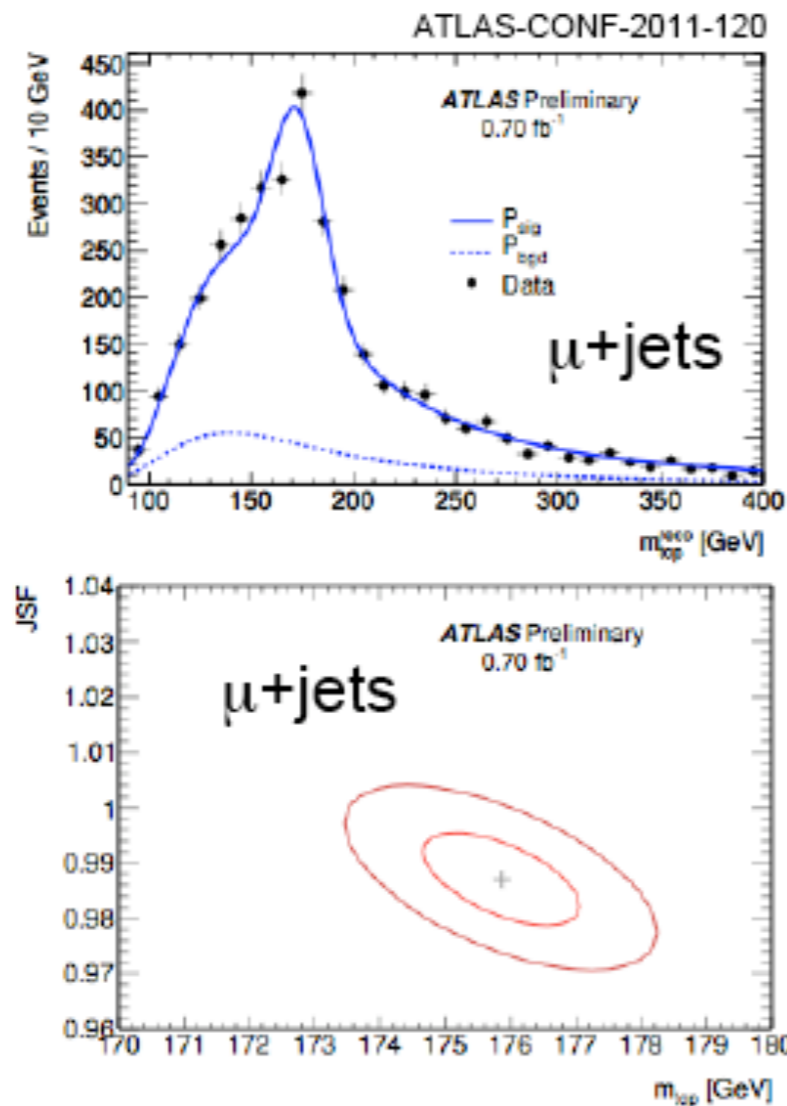 ATLAS-CONF-2011-120
450
400
350
300
250
200
150
100
50
0
Events / 10 GeV
ATLAS Preliminary
0.70 fb⁻¹
P_sig
P_bgd
Data
μ+jets
100 150 200 250 300 350 400
m_top^reco [GeV]
1.04
1.03
1.02
1.01
1
0.99
0.98
0.97
0.96
JSF
ATLAS Preliminary
0.70 fb⁻¹
μ+jets
170 171 172 173 174 175 176 177 178 179 180
m_top [GeV]